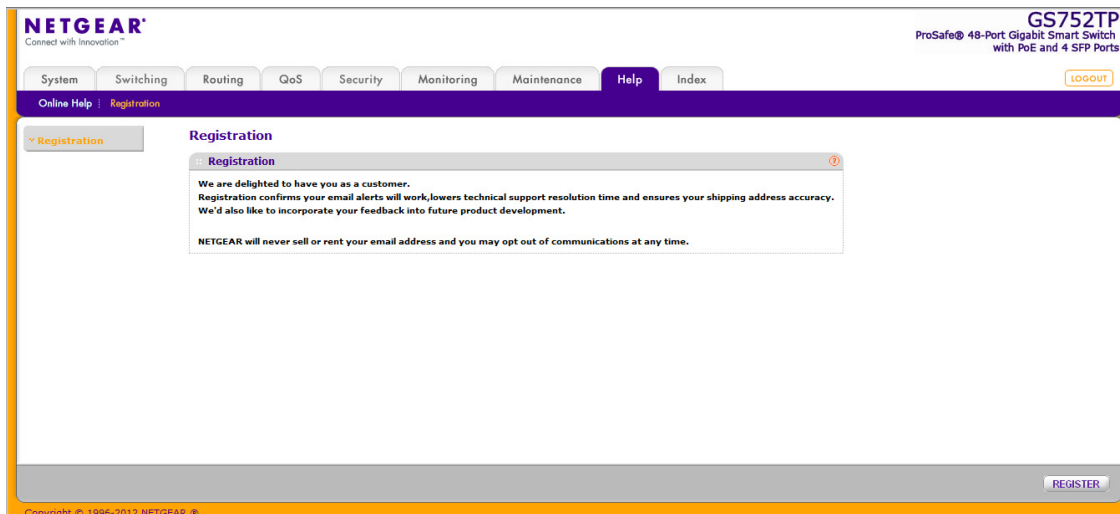 NETGEAR®
Connect with Innovation™
GS752TP
ProSafe® 48-Port Gigabit Smart Switch
with PoE and 4 SFP Ports
System Switching Routing QoS Security Monitoring Maintenance Help Index LOGOUT
Online Help Registration
Registration
Registration
Registration
We are delighted to have you as a customer.
Registration confirms your email alerts will work,lowers technical support resolution time and ensures your shipping address accuracy.
We'd also like to incorporate your feedback into future product development.
NETGEAR will never sell or rent your email address and you may opt out of communications at any time.
REGISTER
Copyright © 1996-2012 NETGEAR ®